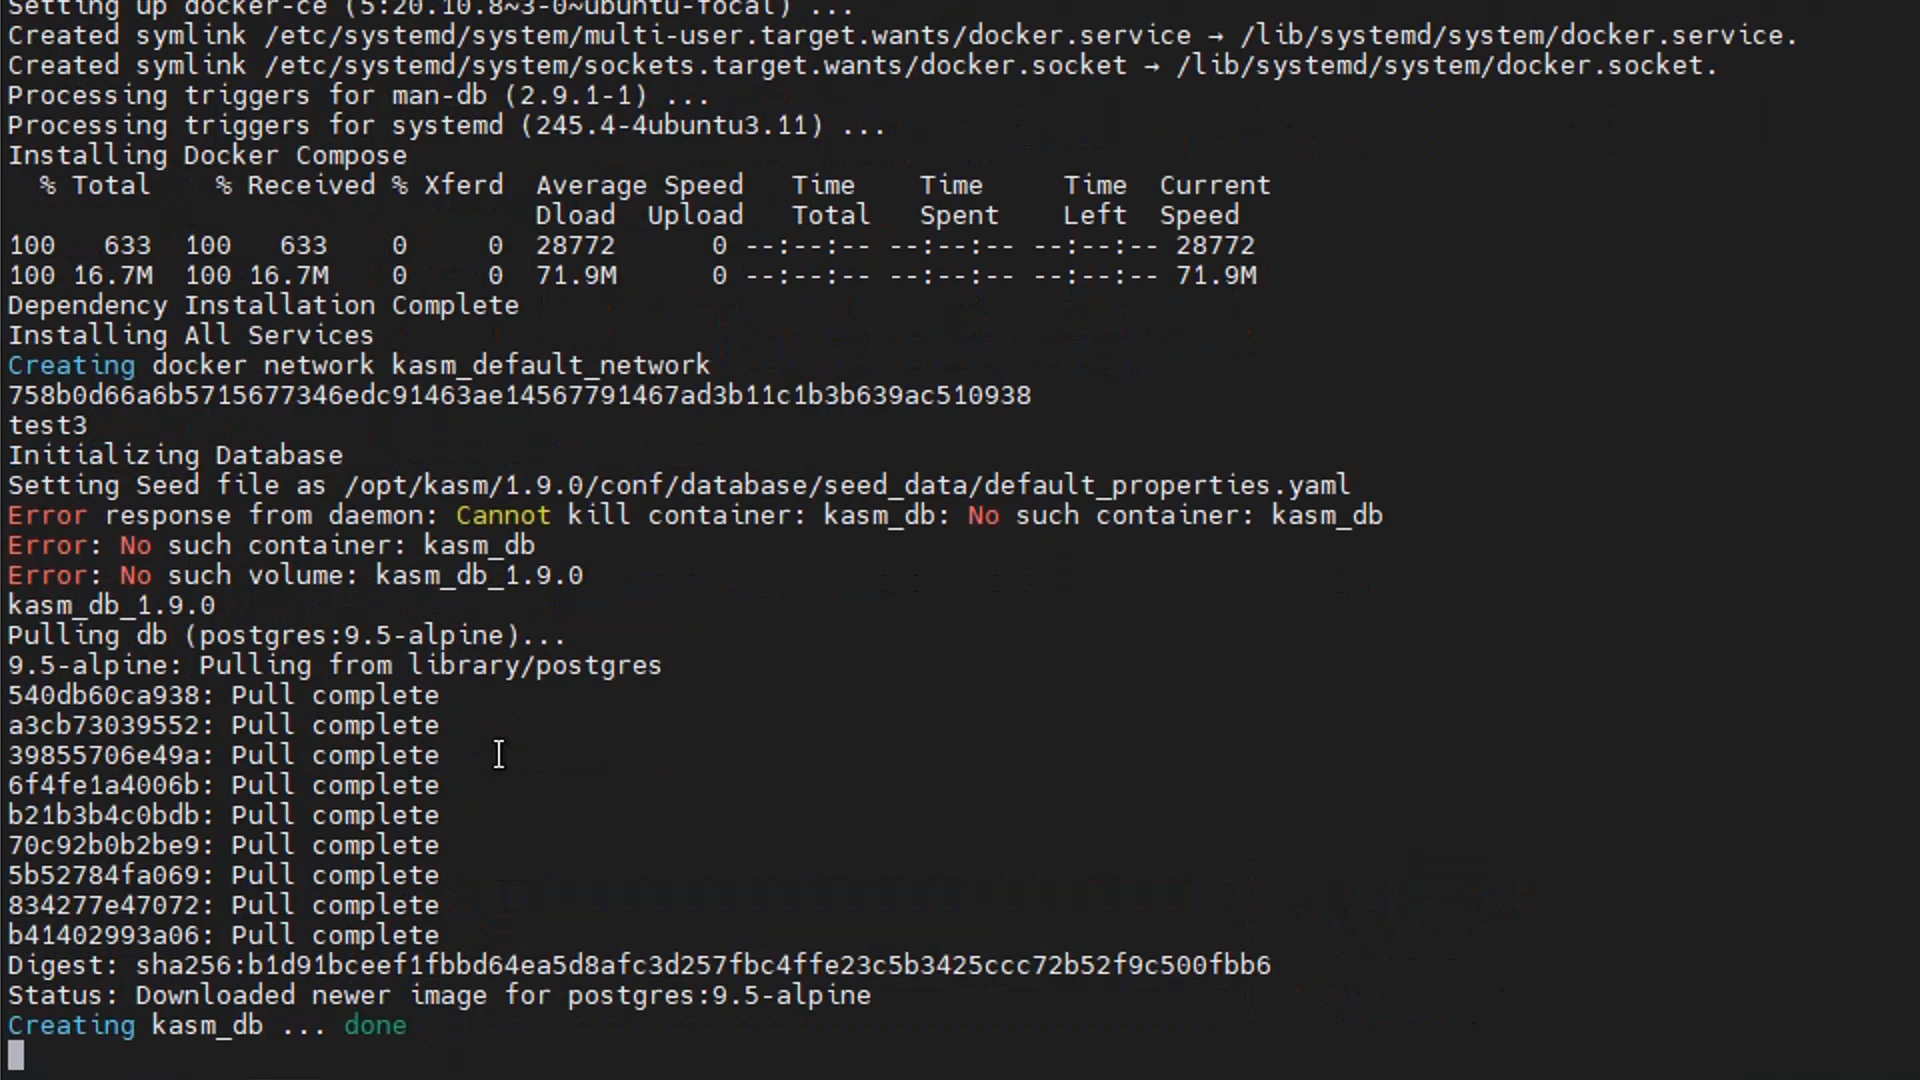 Setting up docker-ce (5:20.10.8~3-0~ubuntu-focal) ...
Created symlink /etc/systemd/system/multi-user.target.wants/docker.service → /lib/systemd/system/docker.service.
Created symlink /etc/systemd/system/sockets.target.wants/docker.socket → /lib/systemd/system/docker.socket.
Processing triggers for man-db (2.9.1-1) ...
Processing triggers for systemd (245.4-4ubuntu3.11) ...
Installing Docker Compose
  % Total    % Received % Xferd  Average Speed   Time    Time     Time  Current
                                 Dload  Upload   Total   Spent    Left  Speed
100   633  100   633    0     0  28772      0 --:--:-- --:--:-- --:--:-- 28772
100 16.7M  100 16.7M    0     0  71.9M      0 --:--:-- --:--:-- --:--:-- 71.9M
Dependency Installation Complete
Installing All Services
Creating docker network kasm_default_network
758b0d66a6b5715677346edc91463ae14567791467ad3b11c1b3b639ac510938
test3
Initializing Database
Setting Seed file as /opt/kasm/1.9.0/conf/database/seed_data/default_properties.yaml
Error response from daemon: Cannot kill container: kasm_db: No such container: kasm_db
Error: No such container: kasm_db
Error: No such volume: kasm_db_1.9.0
kasm_db_1.9.0
Pulling db (postgres:9.5-alpine)...
9.5-alpine: Pulling from library/postgres
540db60ca938: Pull complete
a3cb73039552: Pull complete
39855706e49a: Pull complete
6f4fe1a4006b: Pull complete
b21b3b4c0bdb: Pull complete
70c92b0b2be9: Pull complete
5b52784fa069: Pull complete
834277e47072: Pull complete
b41402993a06: Pull complete
Digest: sha256:b1d91bceef1fbbd64ea5d8afc3d257fbc4ffe23c5b3425ccc72b52f9c500fbb6
Status: Downloaded newer image for postgres:9.5-alpine
Creating kasm_db ... done